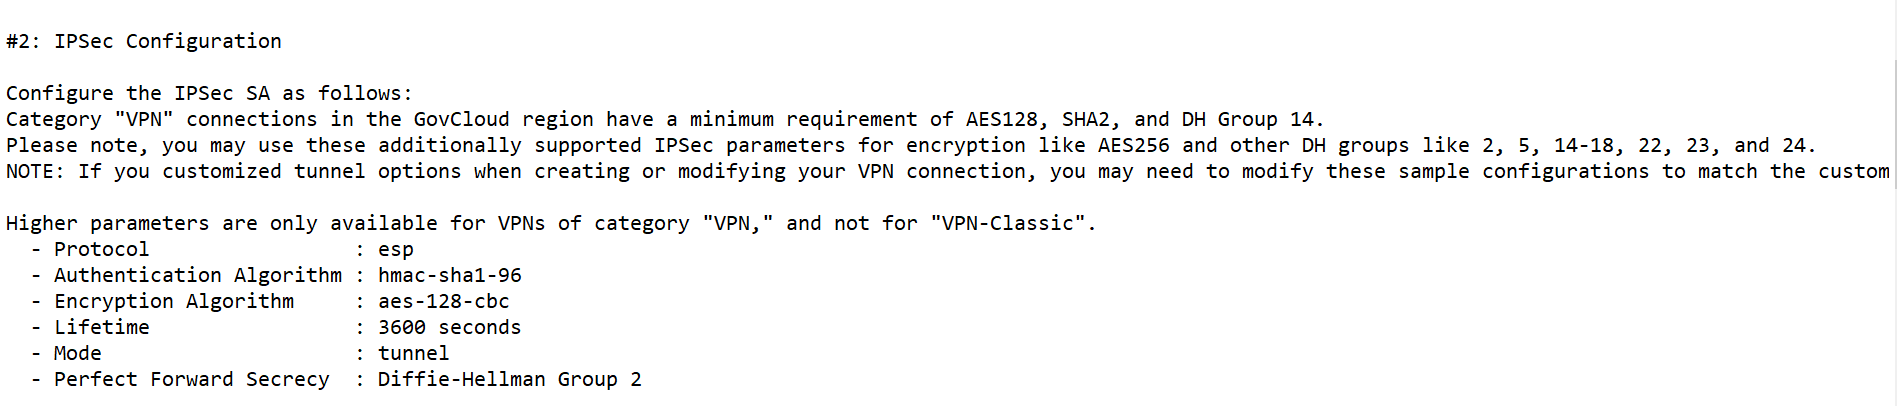 #2: IPSec Configuration

Configure the IPSec SA as follows:
Category "VPN" connections in the GovCloud region have a minimum requirement of AES128, SHA2, and DH Group 14.
Please note, you may use these additionally supported IPSec parameters for encryption like AES256 and other DH groups like 2, 5, 14-18, 22, 23, and 24.
NOTE: If you customized tunnel options when creating or modifying your VPN connection, you may need to modify these sample configurations to match the custom

Higher parameters are only available for VPNs of category "VPN," and not for "VPN-Classic".
  - Protocol                 : esp
  - Authentication Algorithm : hmac-sha1-96
  - Encryption Algorithm     : aes-128-cbc
  - Lifetime                 : 3600 seconds
  - Mode                     : tunnel
  - Perfect Forward Secrecy  : Diffie-Hellman Group 2